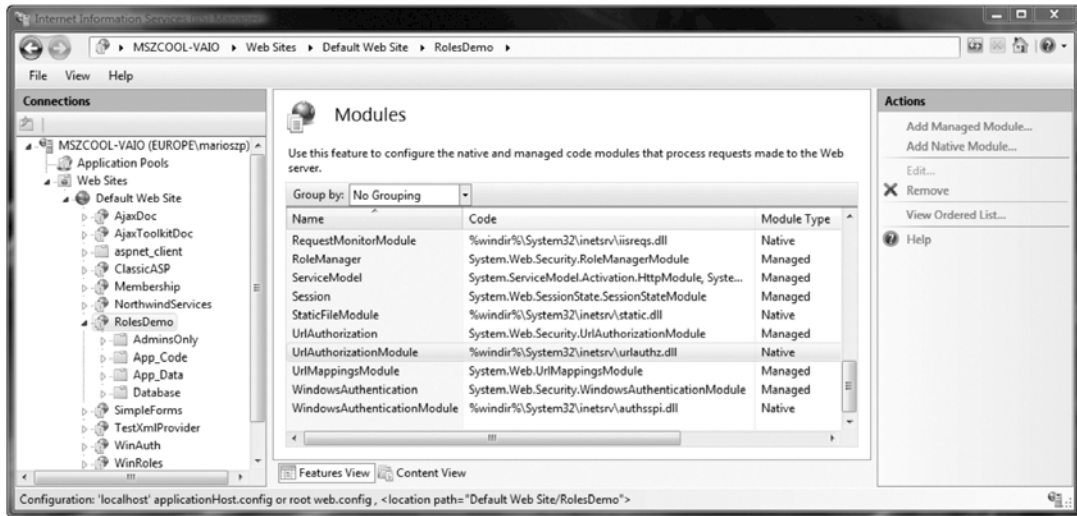 Internet Information Services (IIS) Manager
MSZCOOL-VAIO Web Sites Default Web Site RolesDemo
File View Help
Connections
MSZCOOL-VAIO (EUROPE\marioszp)
Application Pools
Web Sites
Default Web Site
AjaxDoc
AjaxToolkitDoc
aspnet_client
ClassicASP
Membership
NorthwindServices
RolesDemo
AdminsOnly
App_Code
App_Data
Database
SimpleForms
TestXmlProvider
WinAuth
WinRoles
Modules
Use this feature to configure the native and managed code modules that process requests made to the Web
server.
Group by: No Grouping
Name Code Module Type
RequestMonitorModule %windir%\System32\inetsrv\iisreqs.dll Native
RoleManager System.Web.Security.RoleManagerModule Managed
ServiceModel System.ServiceModel.Activation.HttpModule, Syste... Managed
Session System.Web.SessionState.SessionStateModule Managed
StaticFileModule %windir%\System32\inetsrv\static.dll Native
UrlAuthorization System.Web.Security.UrlAuthorizationModule Managed
UrlAuthorizationModule %windir%\System32\inetsrv\urlauthz.dll Native
UrlMappingsModule System.Web.UrlMappingsModule Managed
WindowsAuthentication System.Web.Security.WindowsAuthenticationModule Managed
WindowsAuthenticationModule %windir%\System32\inetsrv\authsspi.dll Native
Features View Content View
Actions
Add Managed Module...
Add Native Module...
Edit...
Remove
View Ordered List...
Help
Configuration: 'localhost' applicationHost.config or root web.config , <location path="Default Web Site/RolesDemo">